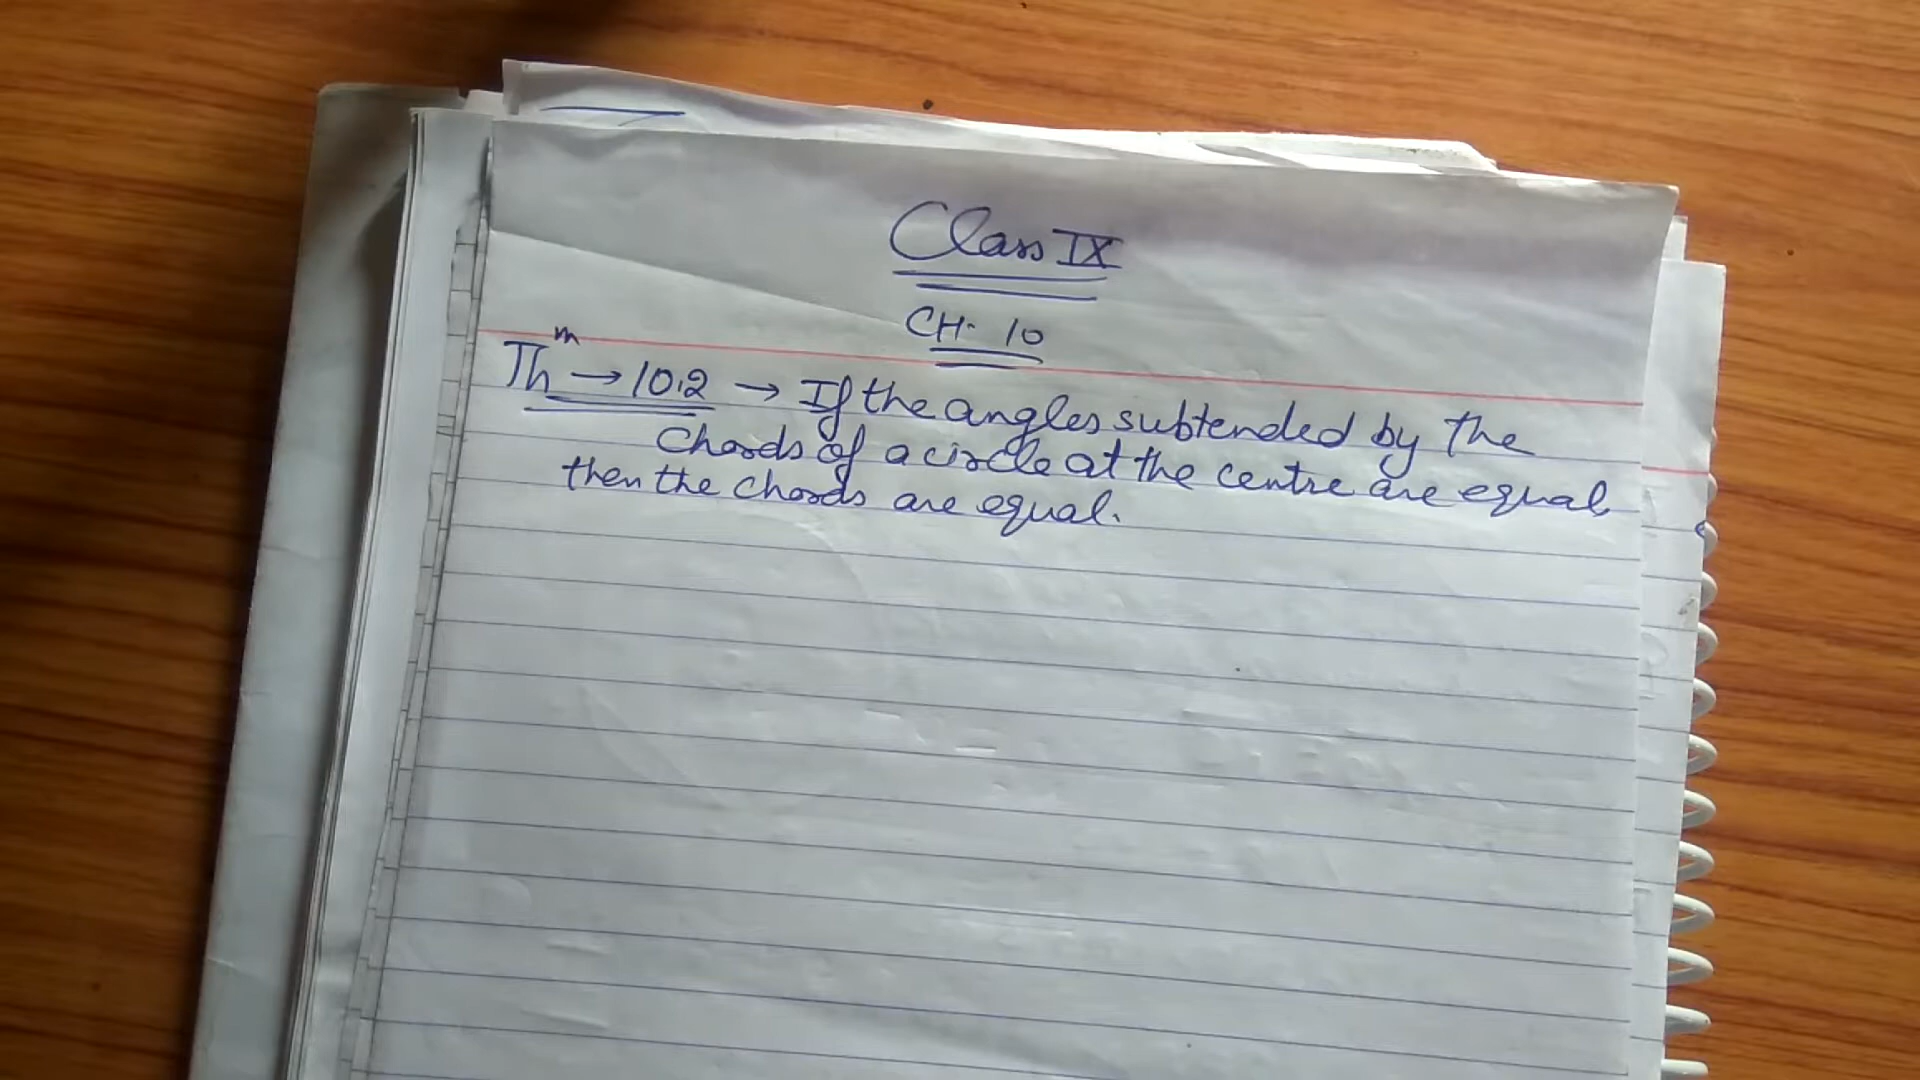 Class IX
CH- 10
Thm → 10.2 → If the angles subtended by the
Chords of a circle at the centre are equal
then the chords are equal.